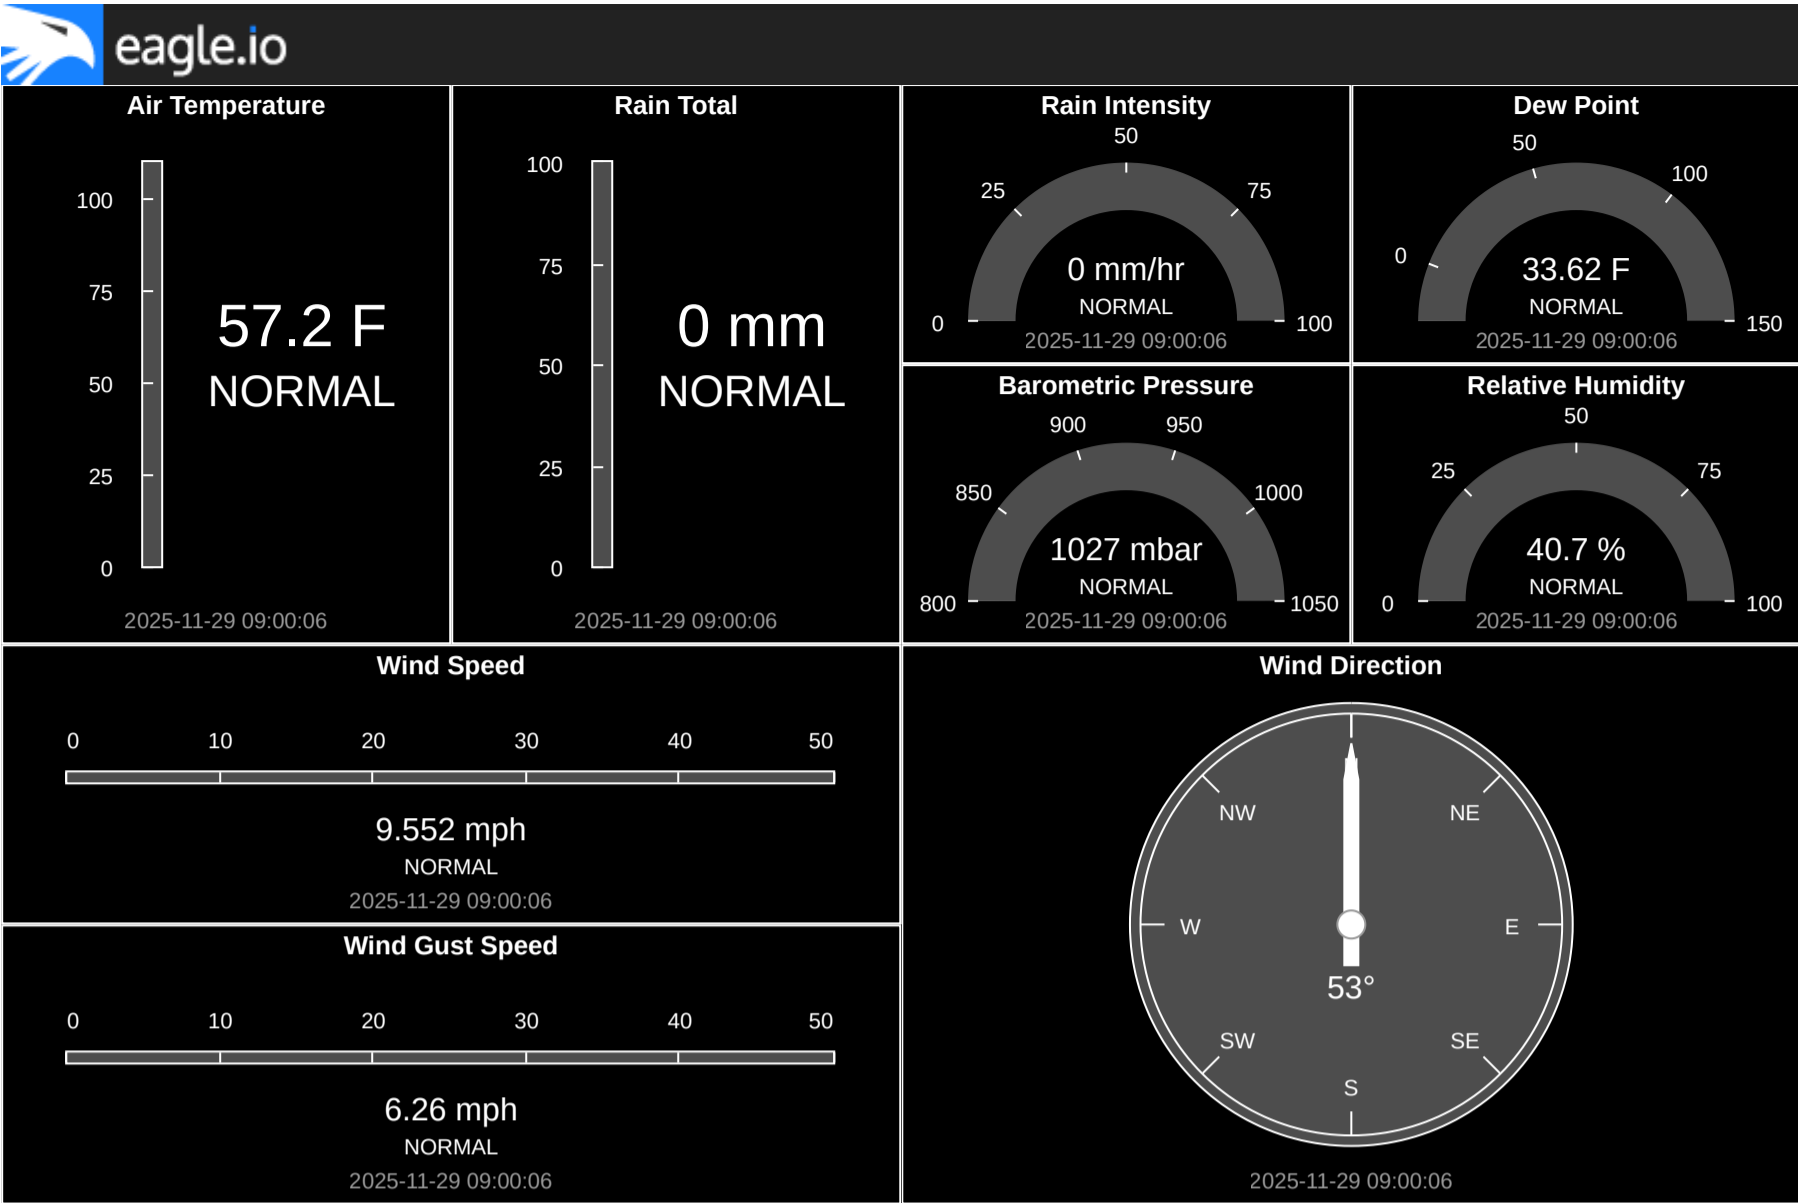 eagle.io
Air Temperature
100
75
50
25
0
57.2 F
NORMAL
2025-11-29 09:00:06
Rain Total
100
75
50
25
0
0 mm
NORMAL
2025-11-29 09:00:06
Rain Intensity
0
25
50
75
100
0 mm/hr
NORMAL
2025-11-29 09:00:06
Dew Point
0
50
100
150
33.62 F
NORMAL
2025-11-29 09:00:06
Barometric Pressure
800
850
900
950
1000
1050
1027 mbar
NORMAL
2025-11-29 09:00:06
Relative Humidity
0
25
50
75
100
40.7 %
NORMAL
2025-11-29 09:00:06
Wind Speed
0 10 20 30 40 50
9.552 mph
NORMAL
2025-11-29 09:00:06
Wind Gust Speed
0 10 20 30 40 50
6.26 mph
NORMAL
2025-11-29 09:00:06
Wind Direction
NW NE
W E
53°
SW SE
S
2025-11-29 09:00:06